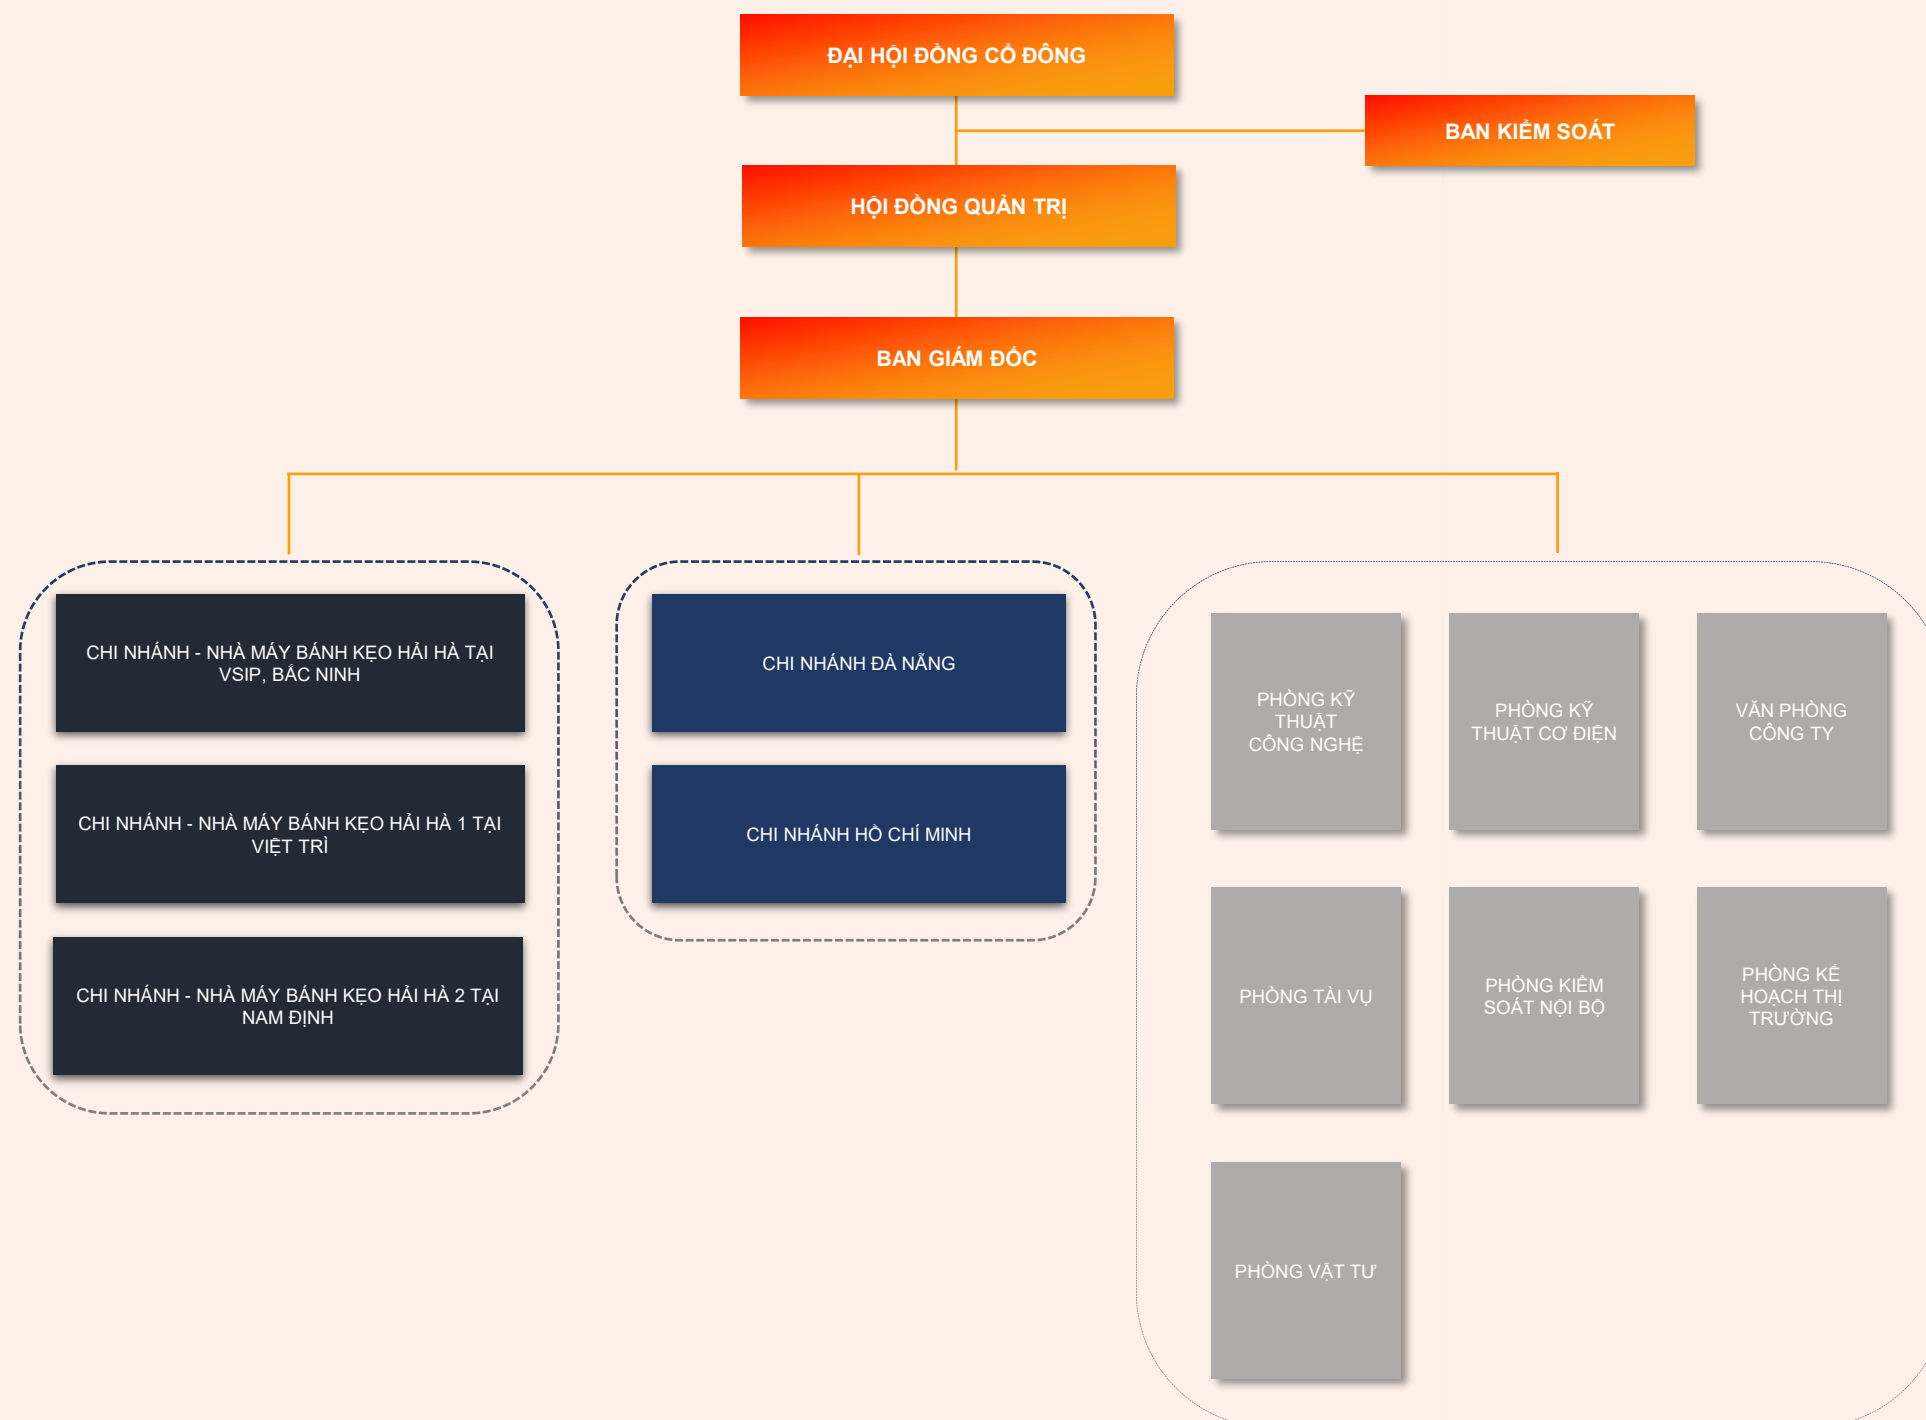 ĐẠI HỘI ĐỒNG CỔ ĐÔNG
BAN KIỂM SOÁT
HỘI ĐỒNG QUẢN TRỊ
BAN GIÁM ĐỐC
CHI NHÁNH - NHÀ MÁY BÁNH KẸO HẢI HÀ TẠI
VSIP, BẮC NINH
CHI NHÁNH - NHÀ MÁY BÁNH KẸO HẢI HÀ 1 TẠI
VIỆT TRÌ
CHI NHÁNH - NHÀ MÁY BÁNH KẸO HẢI HÀ 2 TẠI
NAM ĐỊNH
CHI NHÁNH ĐÀ NẴNG
CHI NHÁNH HỒ CHÍ MINH
PHÒNG KỸ
THUẬT
CÔNG NGHỆ
PHÒNG KỸ
THUẬT CƠ ĐIỆN
VĂN PHÒNG
CÔNG TY
PHÒNG TÀI VỤ
PHÒNG KIỂM
SOÁT NỘI BỘ
PHÒNG KẾ
HOẠCH THỊ
TRƯỜNG
PHÒNG VẬT TƯ